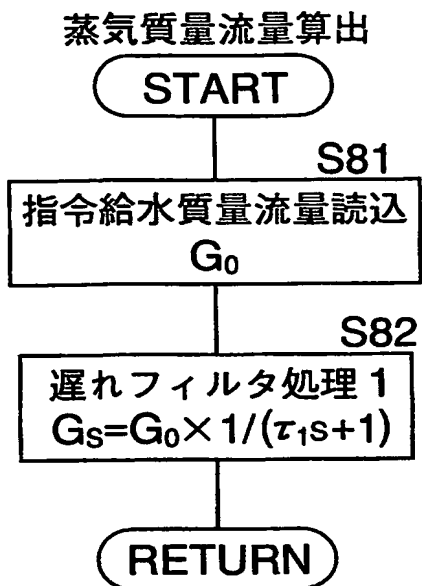 蒸気質量流量算出
START
S81
指令給水質量流量読込
G₀
S82
遅れフィルタ処理 1
Gs=G₀×1/(τ₁s+1)
RETURN